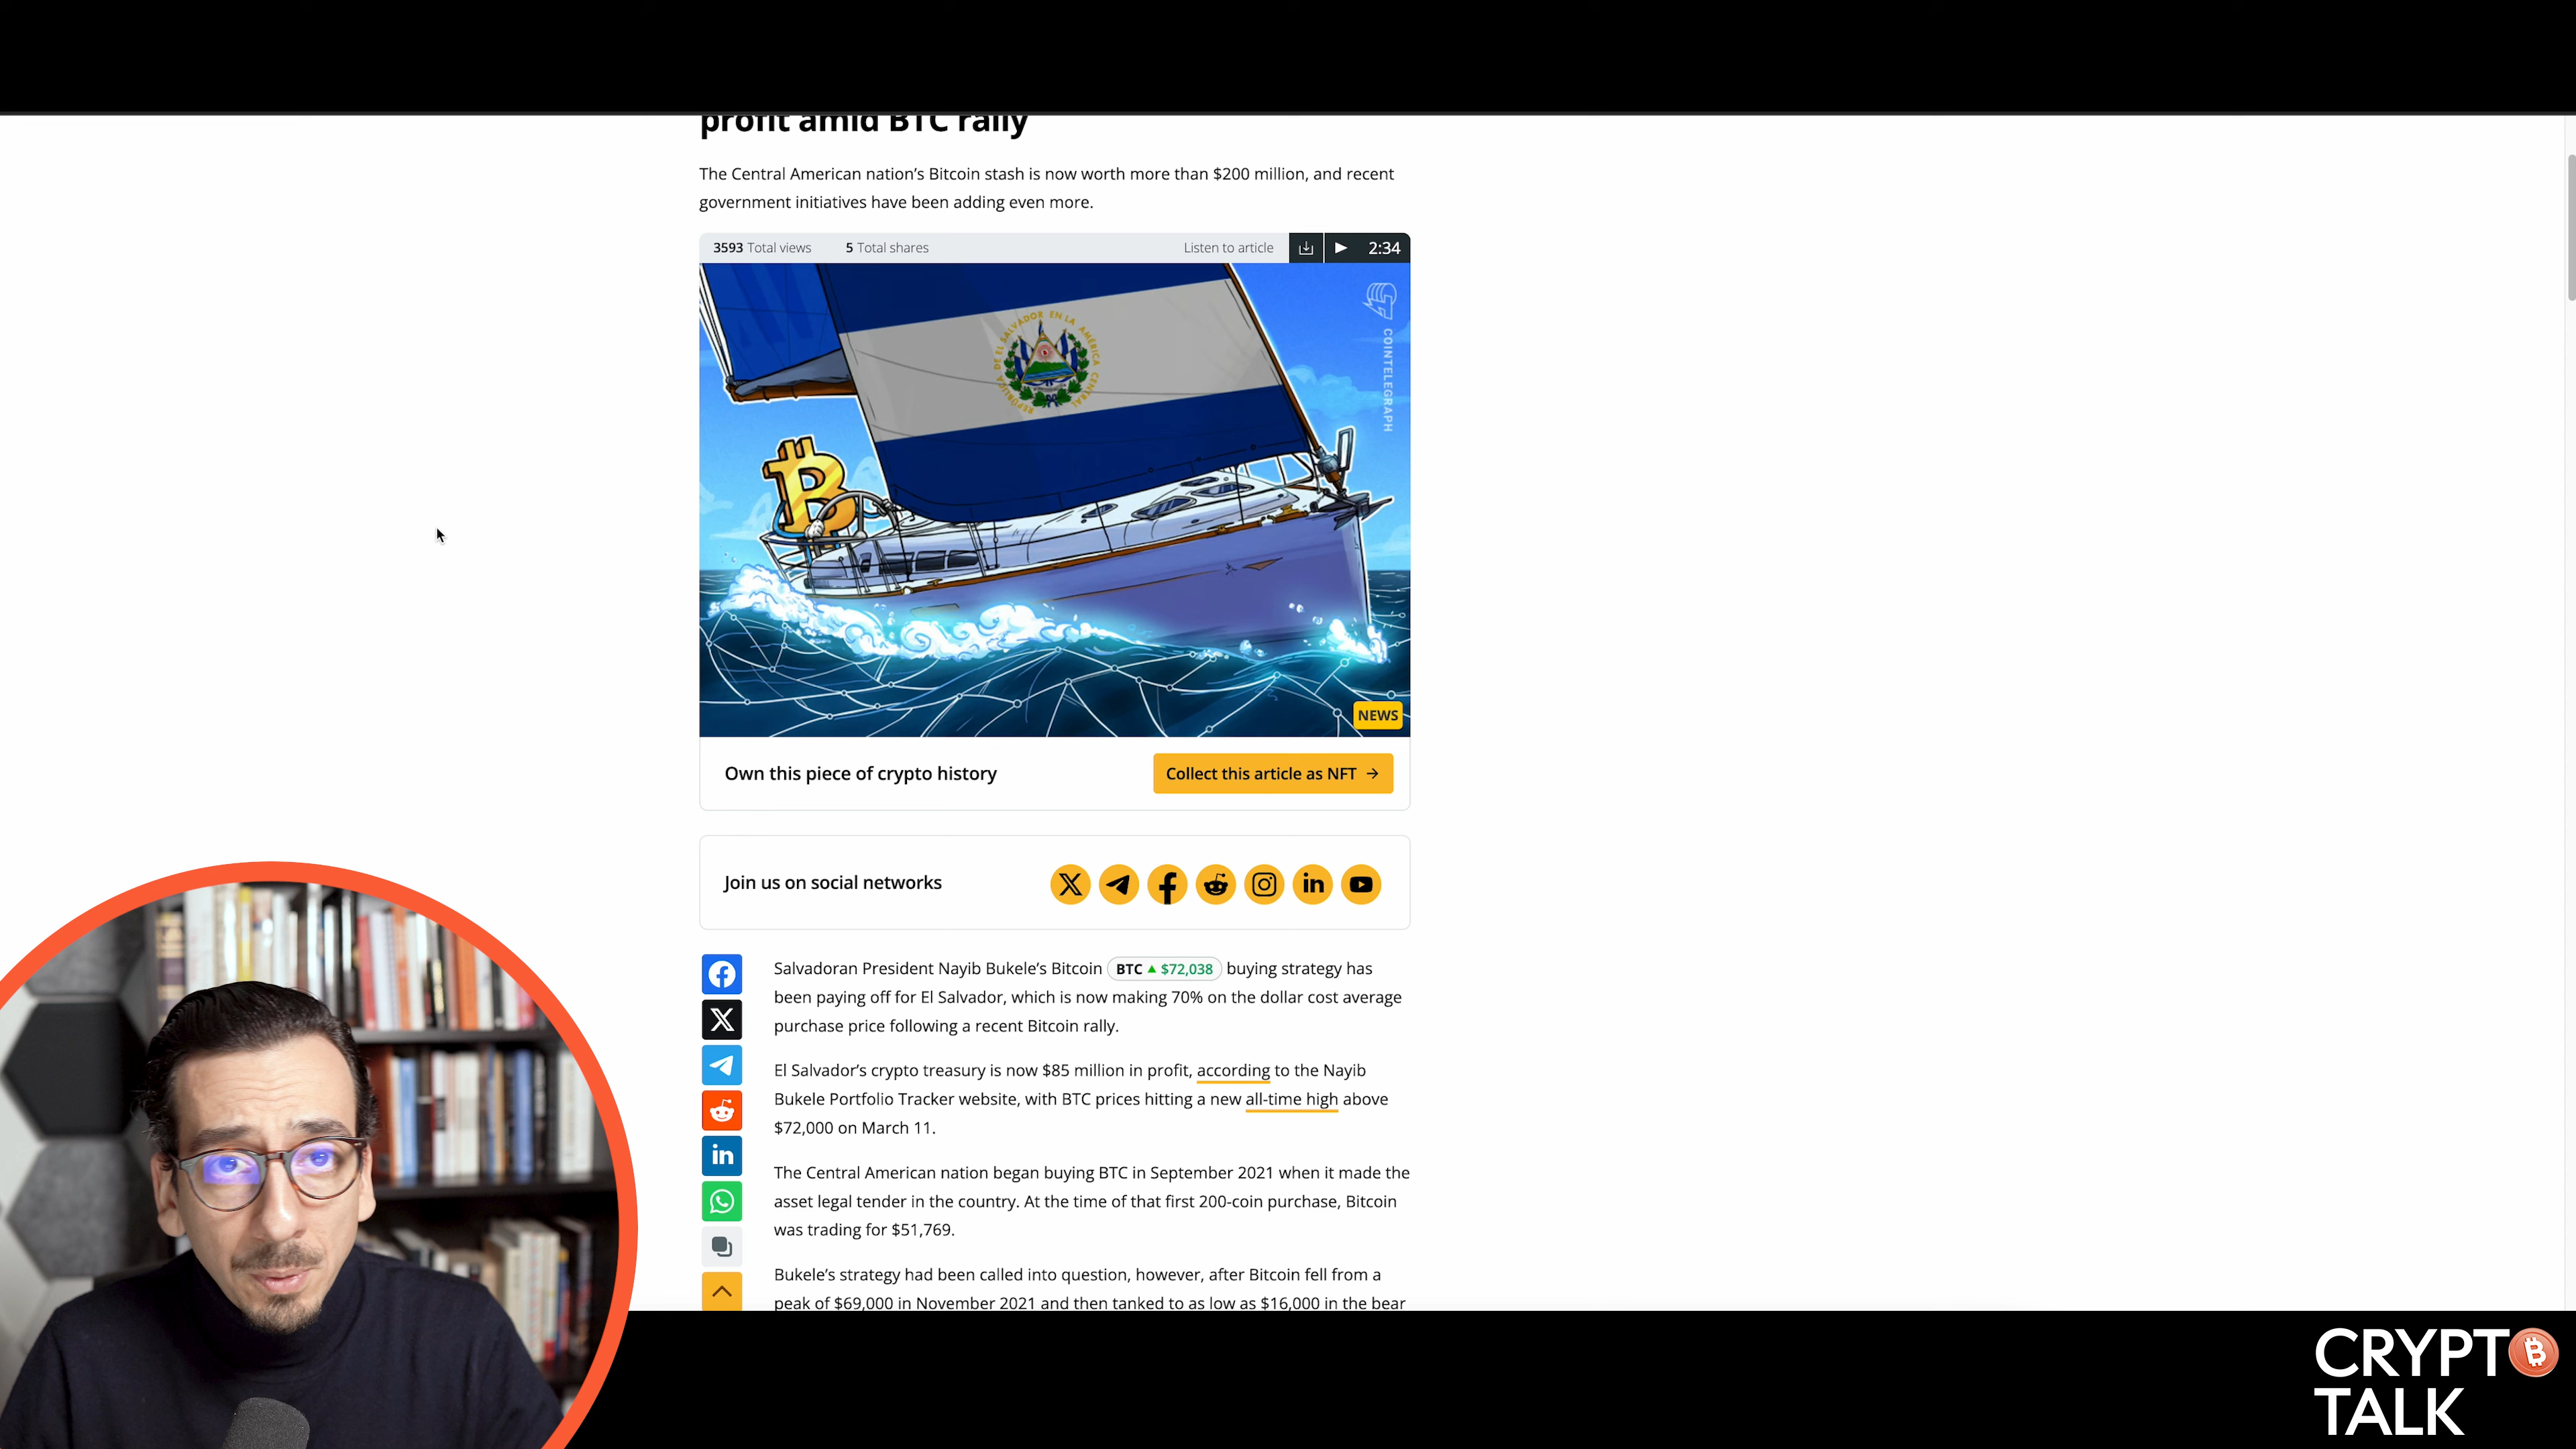 profit amid BTC rally
The Central American nation’s Bitcoin stash is now worth more than $200 million, and recent
government initiatives have been adding even more.
3593 Total views 5 Total shares Listen to article 2:34
REPÚBLICA DE EL SALVADOR EN LA AMÉRICA CENTRAL
COINTELEGRAPH
NEWS
Own this piece of crypto history Collect this article as NFT →
Join us on social networks
Salvadoran President Nayib Bukele’s Bitcoin BTC ▲ $72,038 buying strategy has
been paying off for El Salvador, which is now making 70% on the dollar cost average
purchase price following a recent Bitcoin rally.
El Salvador’s crypto treasury is now $85 million in profit, according to the Nayib
Bukele Portfolio Tracker website, with BTC prices hitting a new all-time high above
$72,000 on March 11.
The Central American nation began buying BTC in September 2021 when it made the
asset legal tender in the country. At the time of that first 200-coin purchase, Bitcoin
was trading for $51,769.
Bukele’s strategy had been called into question, however, after Bitcoin fell from a
peak of $69,000 in November 2021 and then tanked to as low as $16,000 in the bear
CRYPTO
TALK